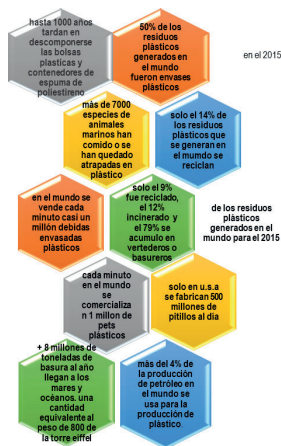 hasta 1000 años
tardan en
descomponerse
las bolsas
plasticas y
contenedores de
espuma de
poliestireno
50% de los
residuos
plásticos
generados en
el mundo
fueron envases
plásticos
en el 2015
màs de 7000
especies de
animales
marinos han
comido o se
han quedado
atrapadas en
plástico
solo el 14% de
los residuos
plásticos que
se generan en
el mumdo se
reciclan
en el mundo se
vende cada
minuto casi un
millón debidas
envasadas
plásticos
solo el 9%
fue reciclado,
el 12%
incinerado y
el 79% se
acumulo en
vertederos o
basureros
de los residuos
plásticos
generados en el
mundo para el 2015
cada minuto
en el mundo
se
comercializa
n 1 millon de
pets
plásticos
solo en u.s.a
se fabrican 500
millones de
pitillos al dia
+ 8 millones de
toneladas de
basura al año
llegan a los
mares y
océanos. una
cantidad
equivalente al
peso de 800 de
la torre eiffel
màs del 4% de
la producción
de petróleo en
el mundo se
usa para la
producción de
plástico